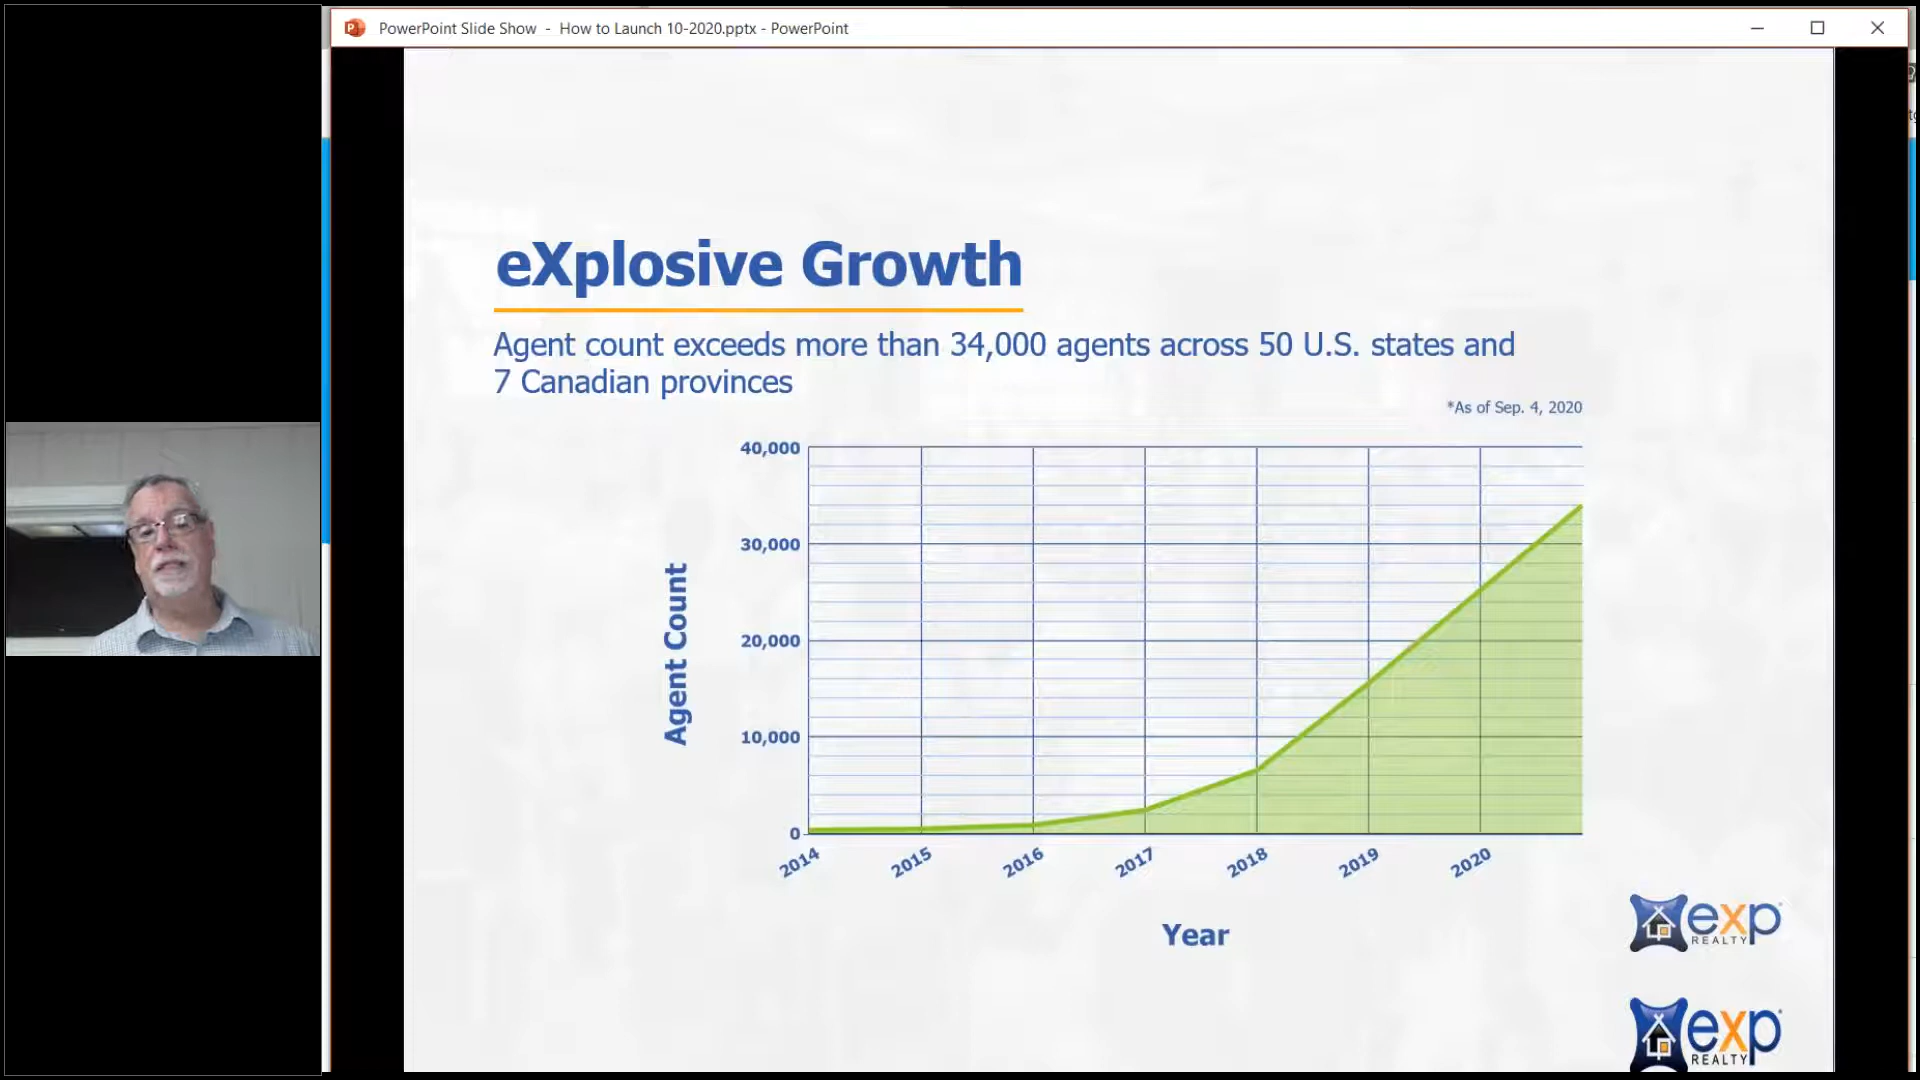 PowerPoint Slide Show - How to Launch 10-2020.pptx - PowerPoint
eXplosive Growth
Agent count exceeds more than 34,000 agents across 50 U.S. states and
7 Canadian provinces
*As of Sep. 4, 2020
40,000
30,000
20,000
10,000
0
Agent Count
2014
2015
2016
2017
2018
2019
2020
Year
exp
REALTY
exp
REALTY